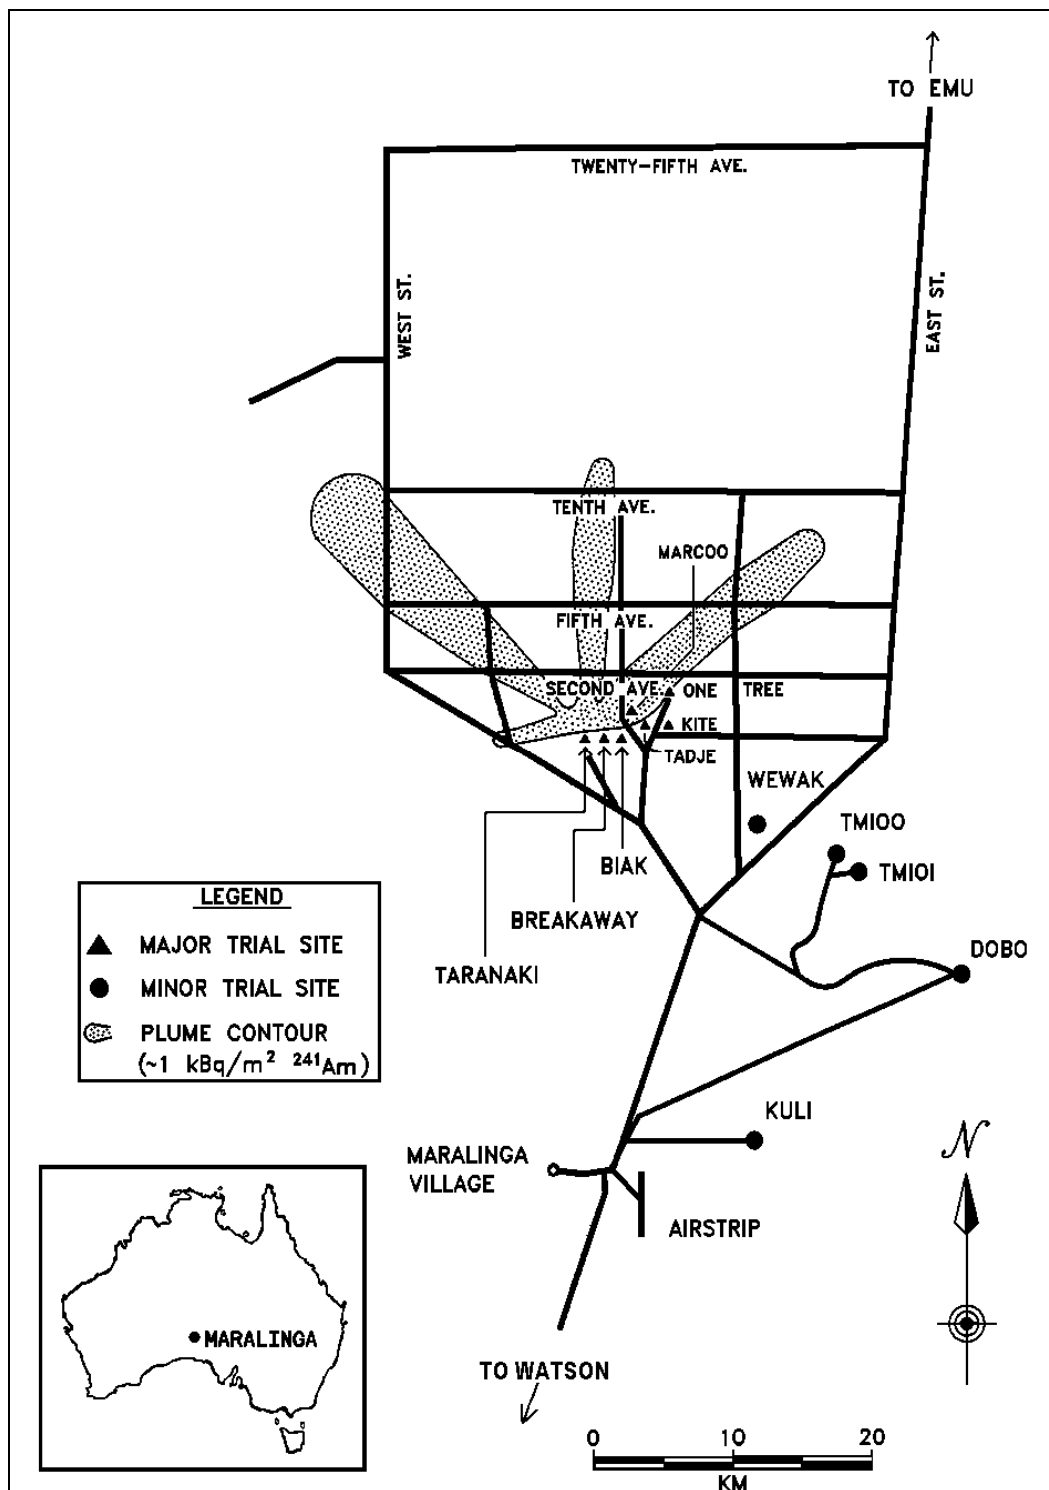 TO EMU
TWENTY-FIFTH AVE.
WEST ST.
EAST ST.
TENTH AVE.
MARCOO
FIFTH AVE.
SECOND AVE.
ONE TREE
KITE
TADJE
WEWAK
TM100
TM101
BIAK
BREAKAWAY
TARANAKI
DOBO
LEGEND
MAJOR TRIAL SITE
MINOR TRIAL SITE
PLUME CONTOUR
(~1 kBq/m² ²⁴¹Am)
KULI
MARALINGA
VILLAGE
AIRSTRIP
N
MARALINGA
TO WATSON
0 10 20
KM